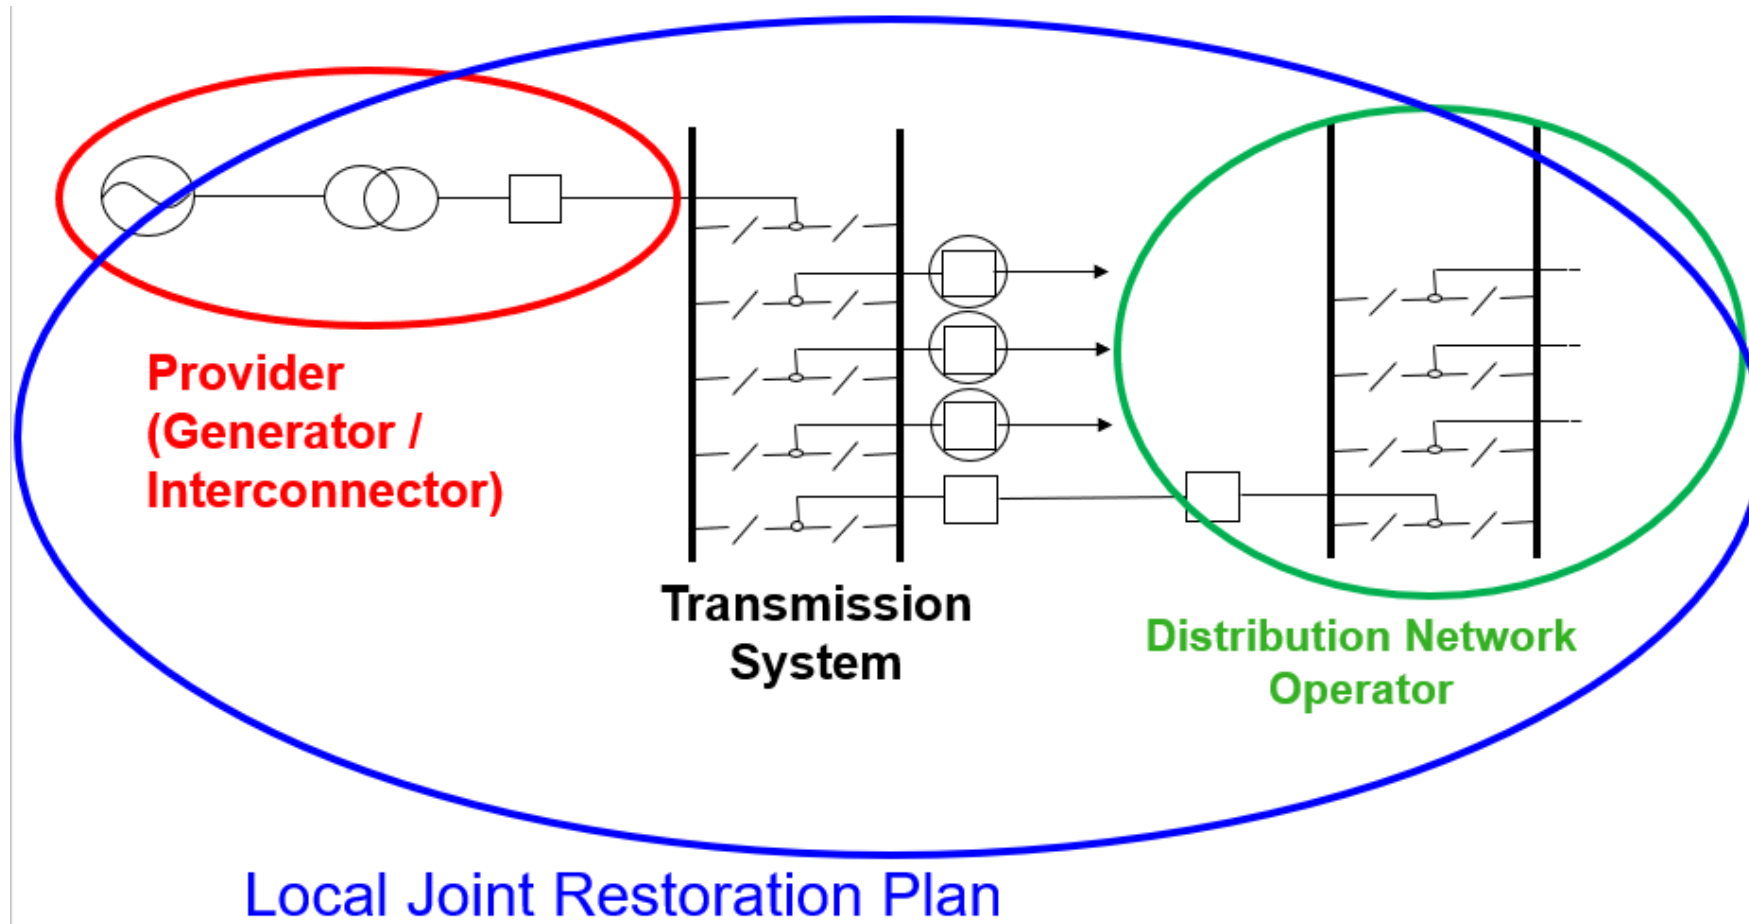 Provider
(Generator /
Interconnector)
Transmission
System
Distribution Network
Operator
Local Joint Restoration Plan